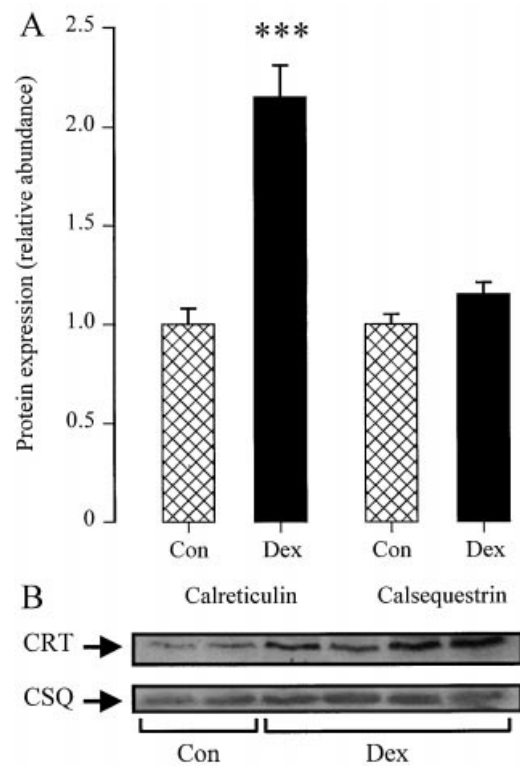 A
***
Protein expression (relative abundance)
2.5
2.0
1.5
1.0
0.5
0
Con Dex Con Dex
Calreticulin Calsequestrin
B
CRT
CSQ
Con Dex